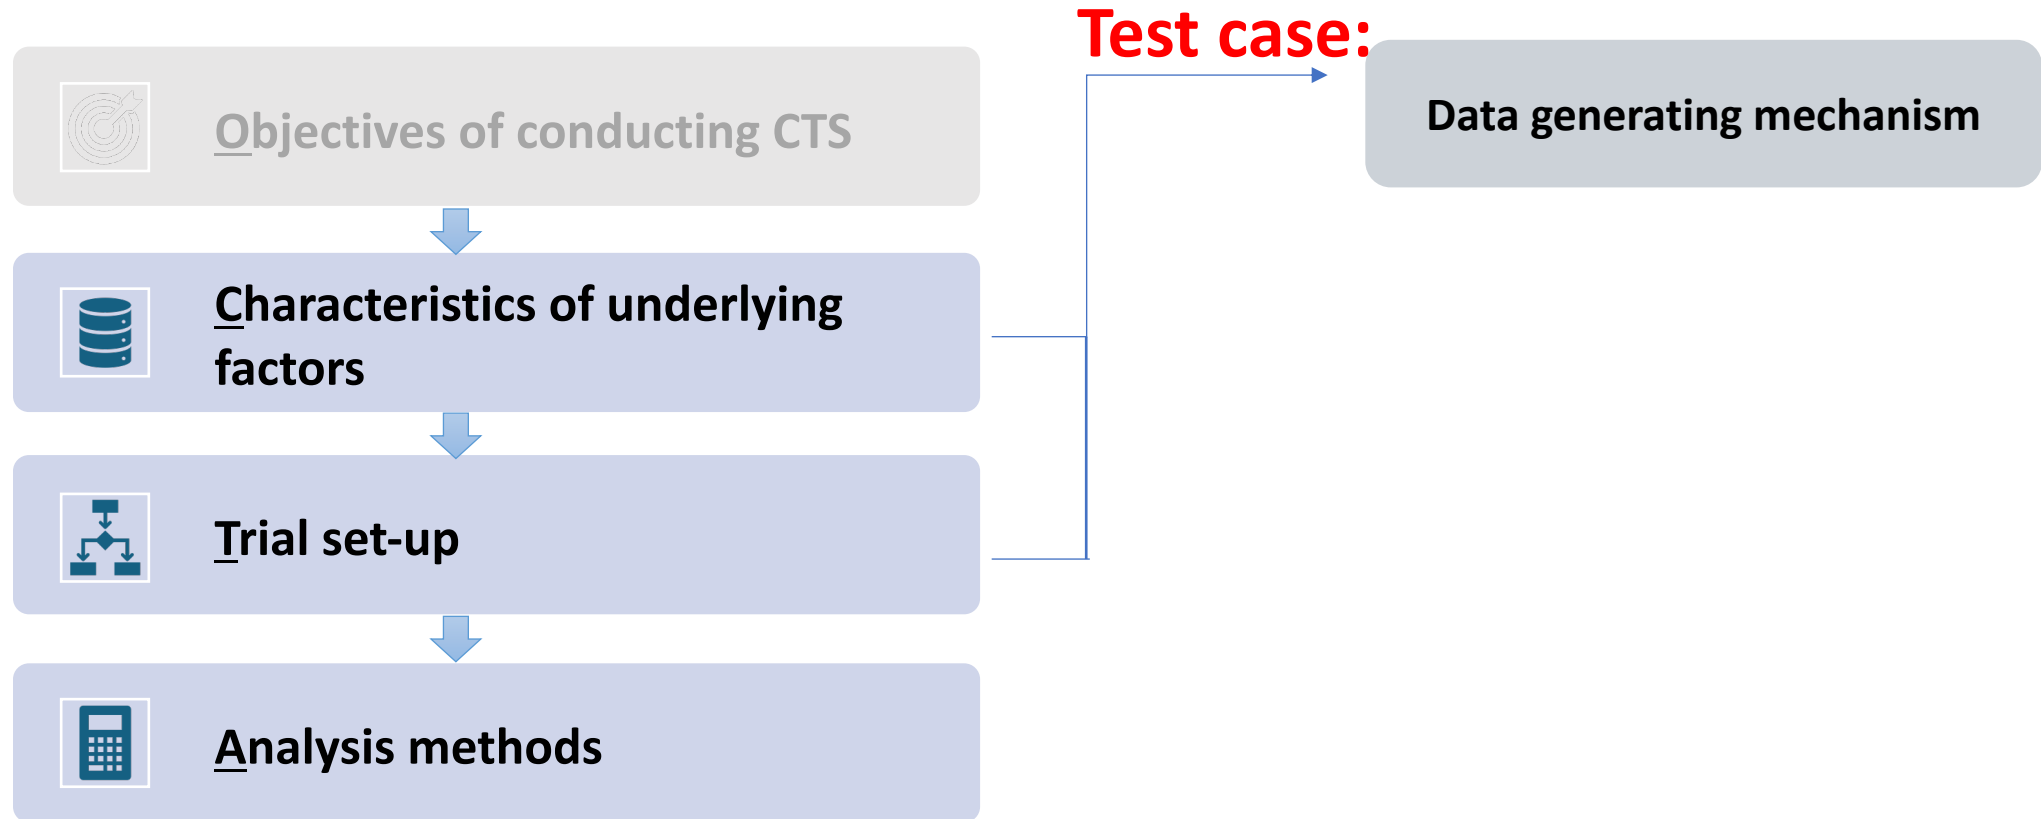 Test case:
Objectives of conducting CTS
Data generating mechanism
Characteristics of underlying
factors
Trial set-up
Analysis methods